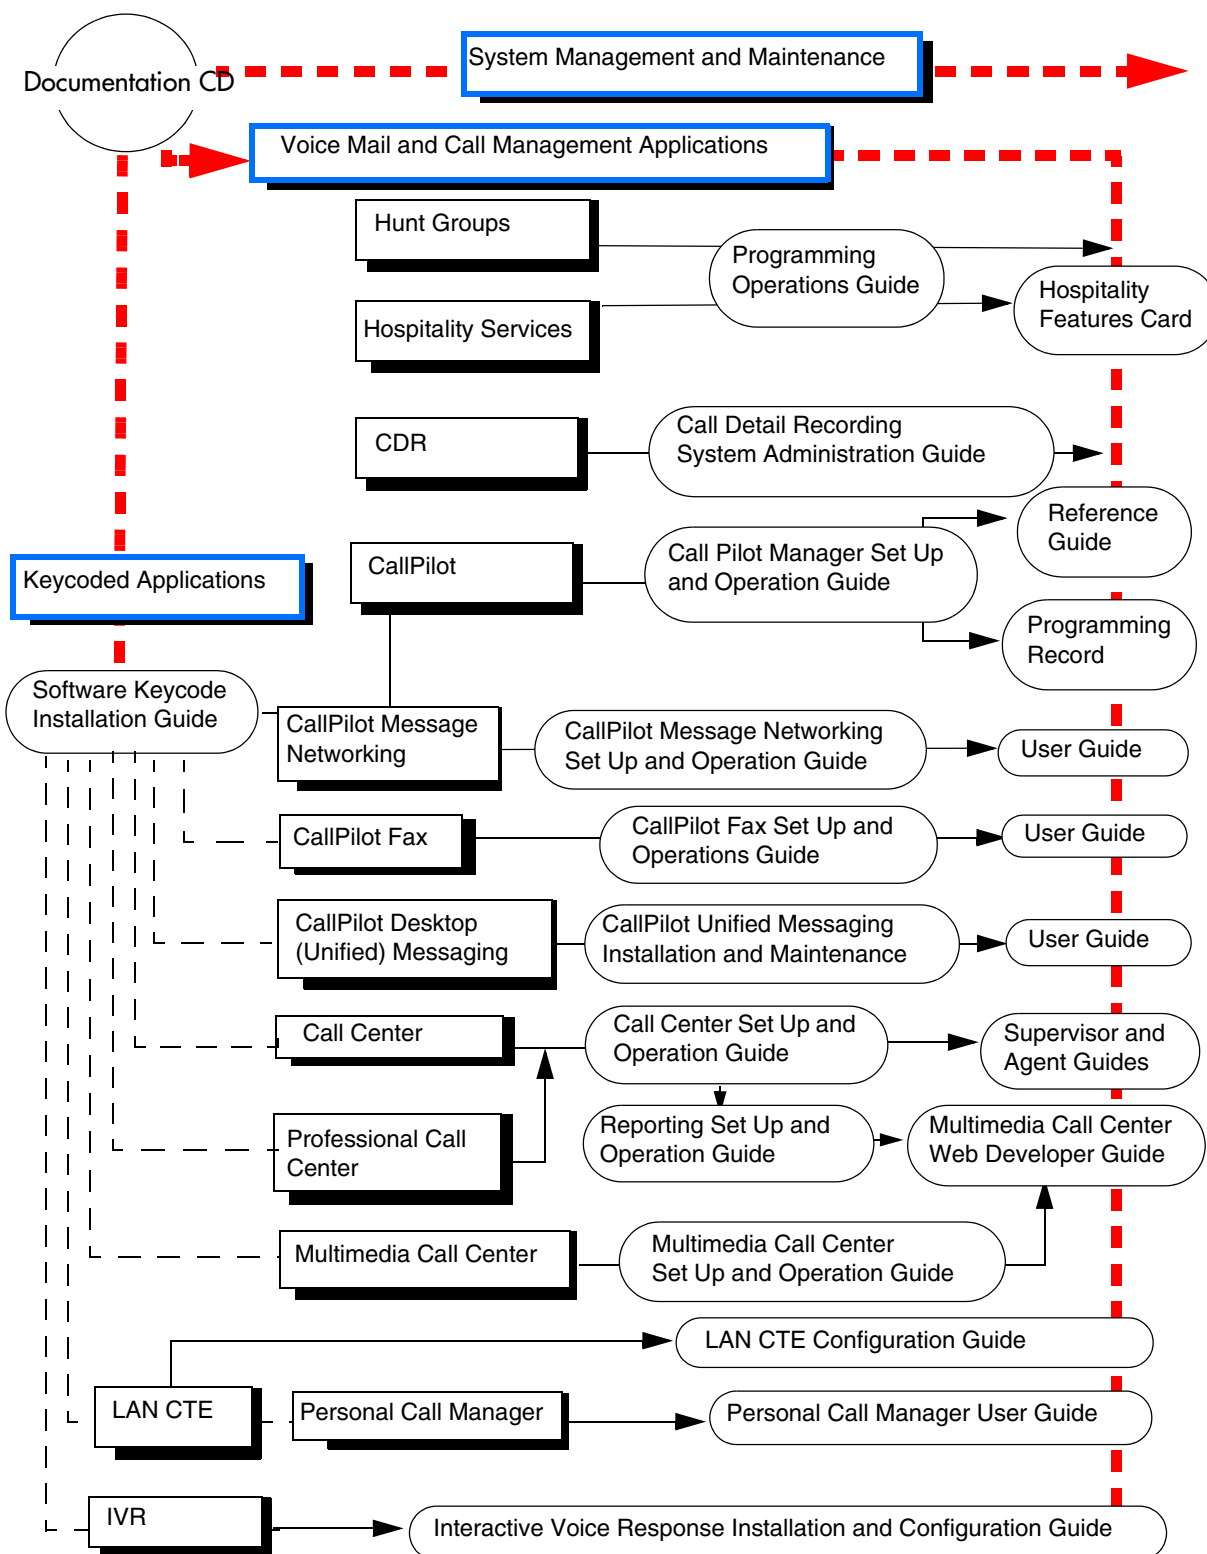 System Management and Maintenance
Documentation CD
Voice Mail and Call Management Applications
Hunt Groups
Programming
Operations Guide
Hospitality
Features Card
Hospitality Services
CDR
Call Detail Recording
System Administration Guide
Reference
Guide
CallPilot
Call Pilot Manager Set Up
and Operation Guide
Keycoded Applications
Programming
Record
Software Keycode
Installation Guide
CallPilot Message
Networking
CallPilot Message Networking
Set Up and Operation Guide
User Guide
CallPilot Fax
CallPilot Fax Set Up and
Operations Guide
User Guide
CallPilot Desktop
(Unified) Messaging
CallPilot Unified Messaging
Installation and Maintenance
User Guide
Call Center
Call Center Set Up and
Operation Guide
Supervisor and
Agent Guides
Professional Call
Center
Reporting Set Up and
Operation Guide
Multimedia Call Center
Web Developer Guide
Multimedia Call Center
Multimedia Call Center
Set Up and Operation Guide
LAN CTE Configuration Guide
LAN CTE
Personal Call Manager
Personal Call Manager User Guide
IVR
Interactive Voice Response Installation and Configuration Guide